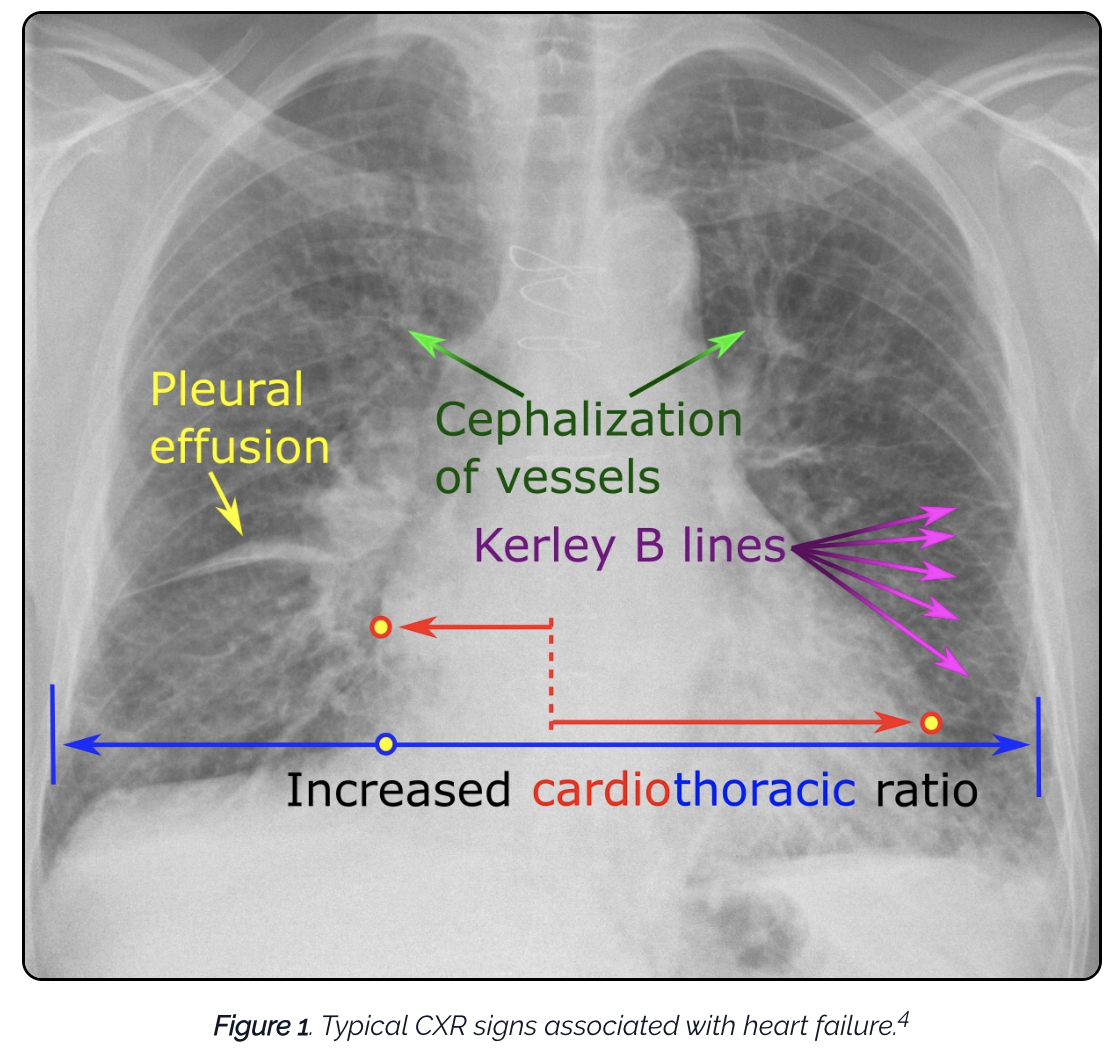 Pleural
effusion
Cephalization
of vessels
Kerley B lines
Increased cardiothoracic ratio
Figure 1. Typical CXR signs associated with heart failure.4